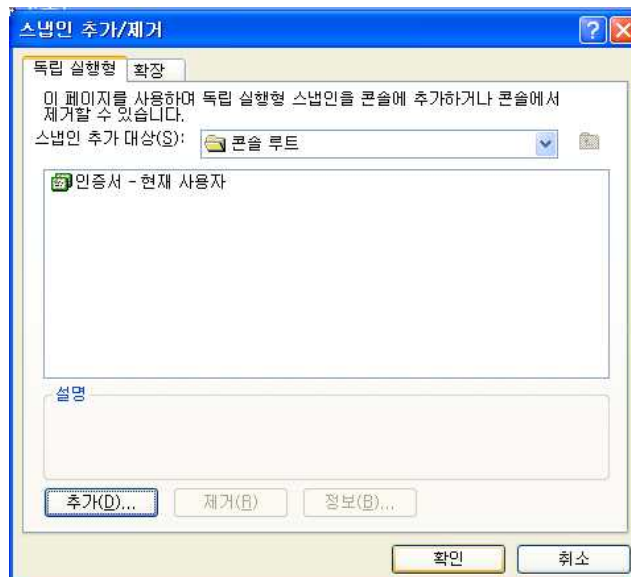 스냅인 추가/제거
독립 실행형 확장
이 페이지를 사용하여 독립 실행형 스냅인을 콘솔에 추가하거나 콘솔에서
제거할 수 있습니다.
스냅인 추가 대상(S): 콘솔 루트
인증서 - 현재 사용자
설명
추가(D)... 제거(R) 정보(B)...
확인 취소